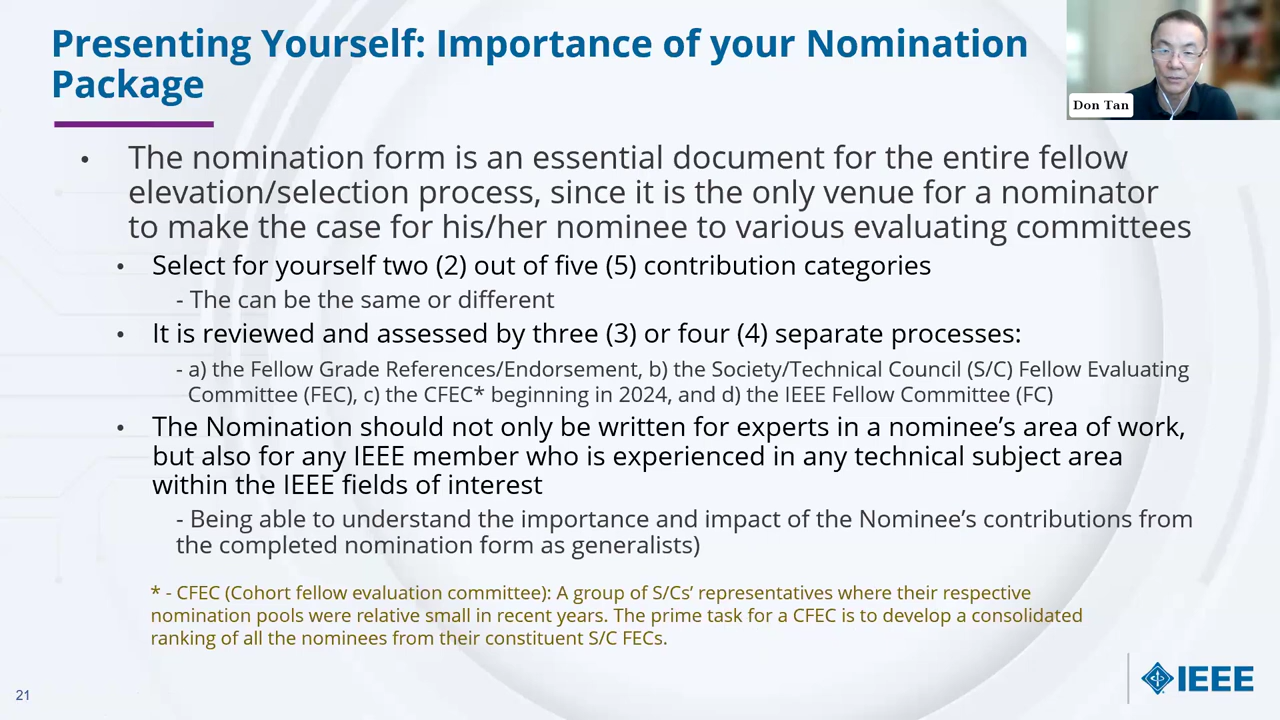 Presenting Yourself: Importance of your Nomination
Package
Don Tan
• The nomination form is an essential document for the entire fellow
elevation/selection process, since it is the only venue for a nominator
to make the case for his/her nominee to various evaluating committees
• Select for yourself two (2) out of five (5) contribution categories
- The can be the same or different
• It is reviewed and assessed by three (3) or four (4) separate processes:
- a) the Fellow Grade References/Endorsement, b) the Society/Technical Council (S/C) Fellow Evaluating
Committee (FEC), c) the CFEC* beginning in 2024, and d) the IEEE Fellow Committee (FC)
• The Nomination should not only be written for experts in a nominee’s area of work,
but also for any IEEE member who is experienced in any technical subject area
within the IEEE fields of interest
- Being able to understand the importance and impact of the Nominee’s contributions from
the completed nomination form as generalists)
* - CFEC (Cohort fellow evaluation committee): A group of S/Cs’ representatives where their respective
nomination pools were relative small in recent years. The prime task for a CFEC is to develop a consolidated
ranking of all the nominees from their constituent S/C FECs.
21
IEEE